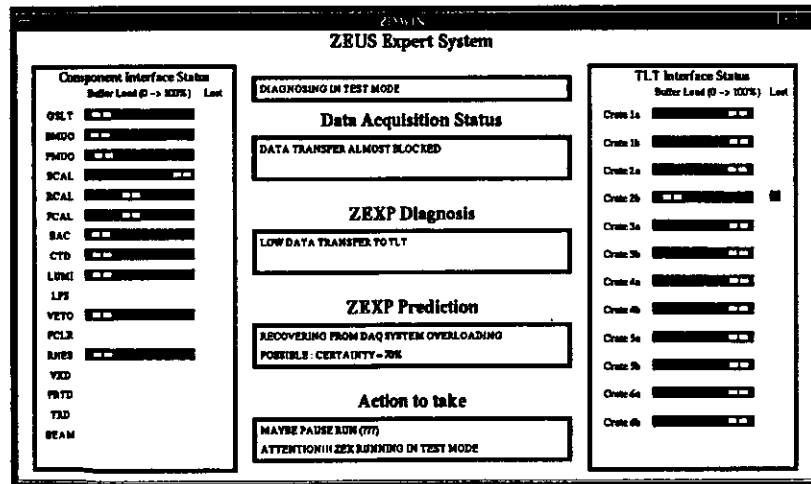 ZEXWIN
ZEUS Expert System
Component Interface Status
Buffer Load (0 -> 100%) Lost
GSLT
BMUO
FMUO
BCAL
RCAL
FCAL
BAC
CTD
LUMI
LPS
VETO
FCLR
RHES
VXD
FRTD
TRD
BEAM
DIAGNOSING IN TEST MODE
Data Acquisition Status
DATA TRANSFER ALMOST BLOCKED
ZEXP Diagnosis
LOW DATA TRANSFER TO TLT
ZEXP Prediction
RECOVERING FROM DAQ SYSTEM OVERLOADING
POSSIBLE : CERTAINTY = 70%
Action to take
MAYBE PAUSE RUN (???)
ATTENTION!!! ZEX RUNNING IN TEST MODE
TLT Interface Status
Buffer Load (0 -> 100%) Lost
Crate 1a
Crate 1b
Crate 2a
Crate 2b
Crate 3a
Crate 3b
Crate 4a
Crate 4b
Crate 5a
Crate 5b
Crate 6a
Crate 6b